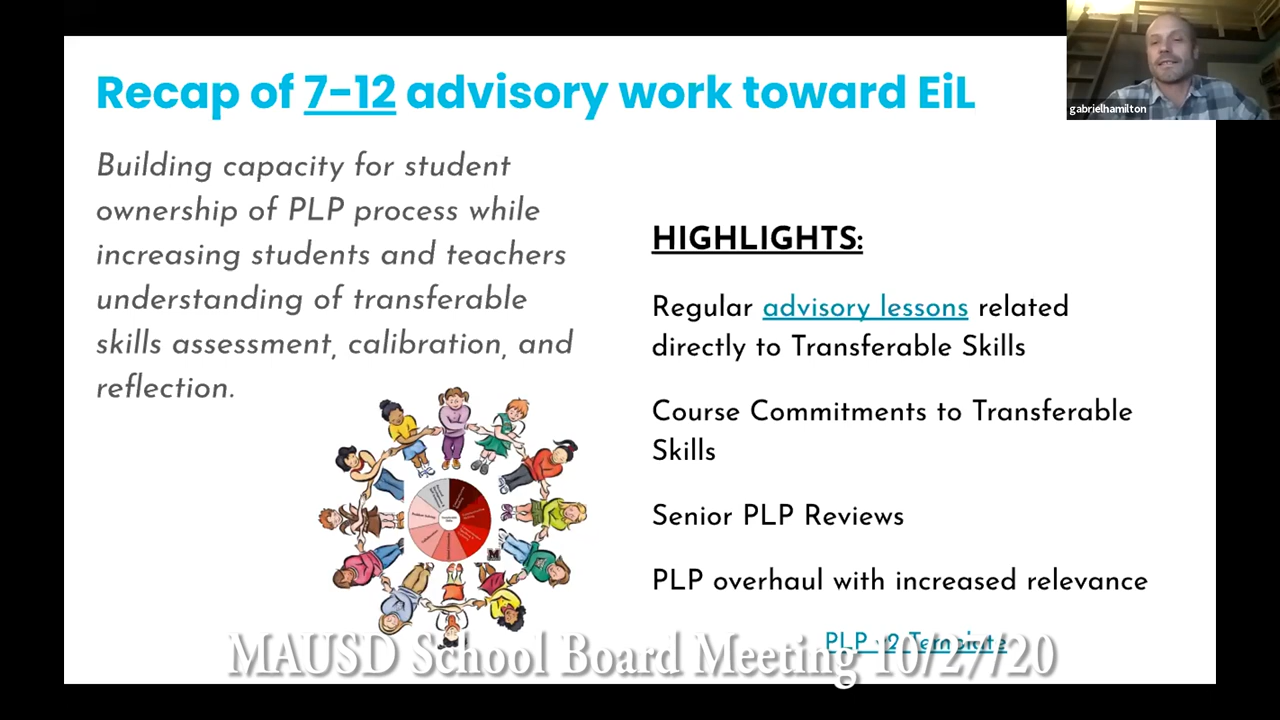 Recap of 7-12 advisory work toward EiL
gabrielhamilton
Building capacity for student
ownership of PLP process while
increasing students and teachers
understanding of transferable
skills assessment, calibration, and
reflection.
HIGHLIGHTS:
Regular advisory lessons related
directly to Transferable Skills
Course Commitments to Transferable
Skills
Senior PLP Reviews
PLP overhaul with increased relevance
PLP v2 Template
MAUSD School Board Meeting 10/27/20
M